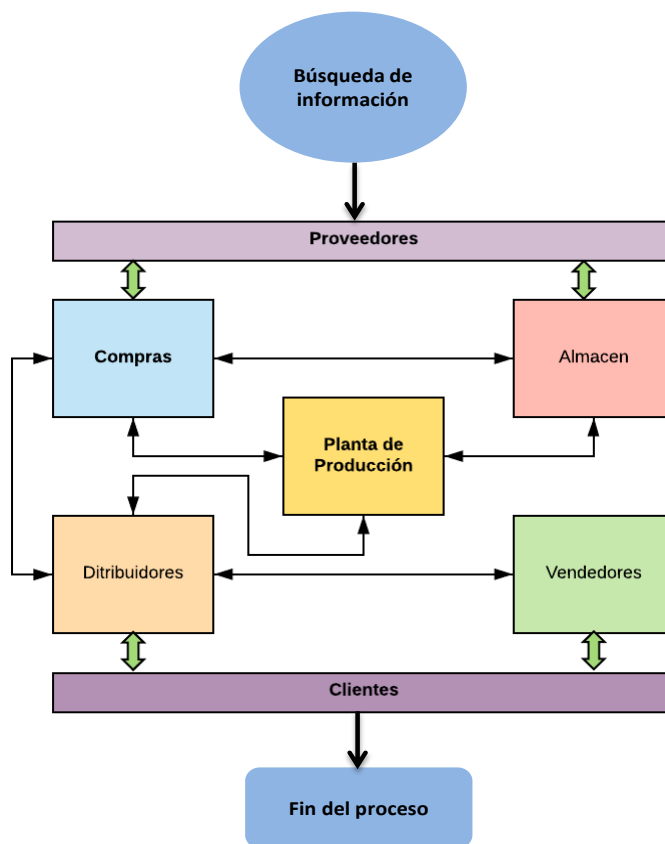 Búsqueda de
información
Proveedores
Compras
Almacen
Planta de
Producción
Ditribuidores
Vendedores
Clientes
Fin del proceso